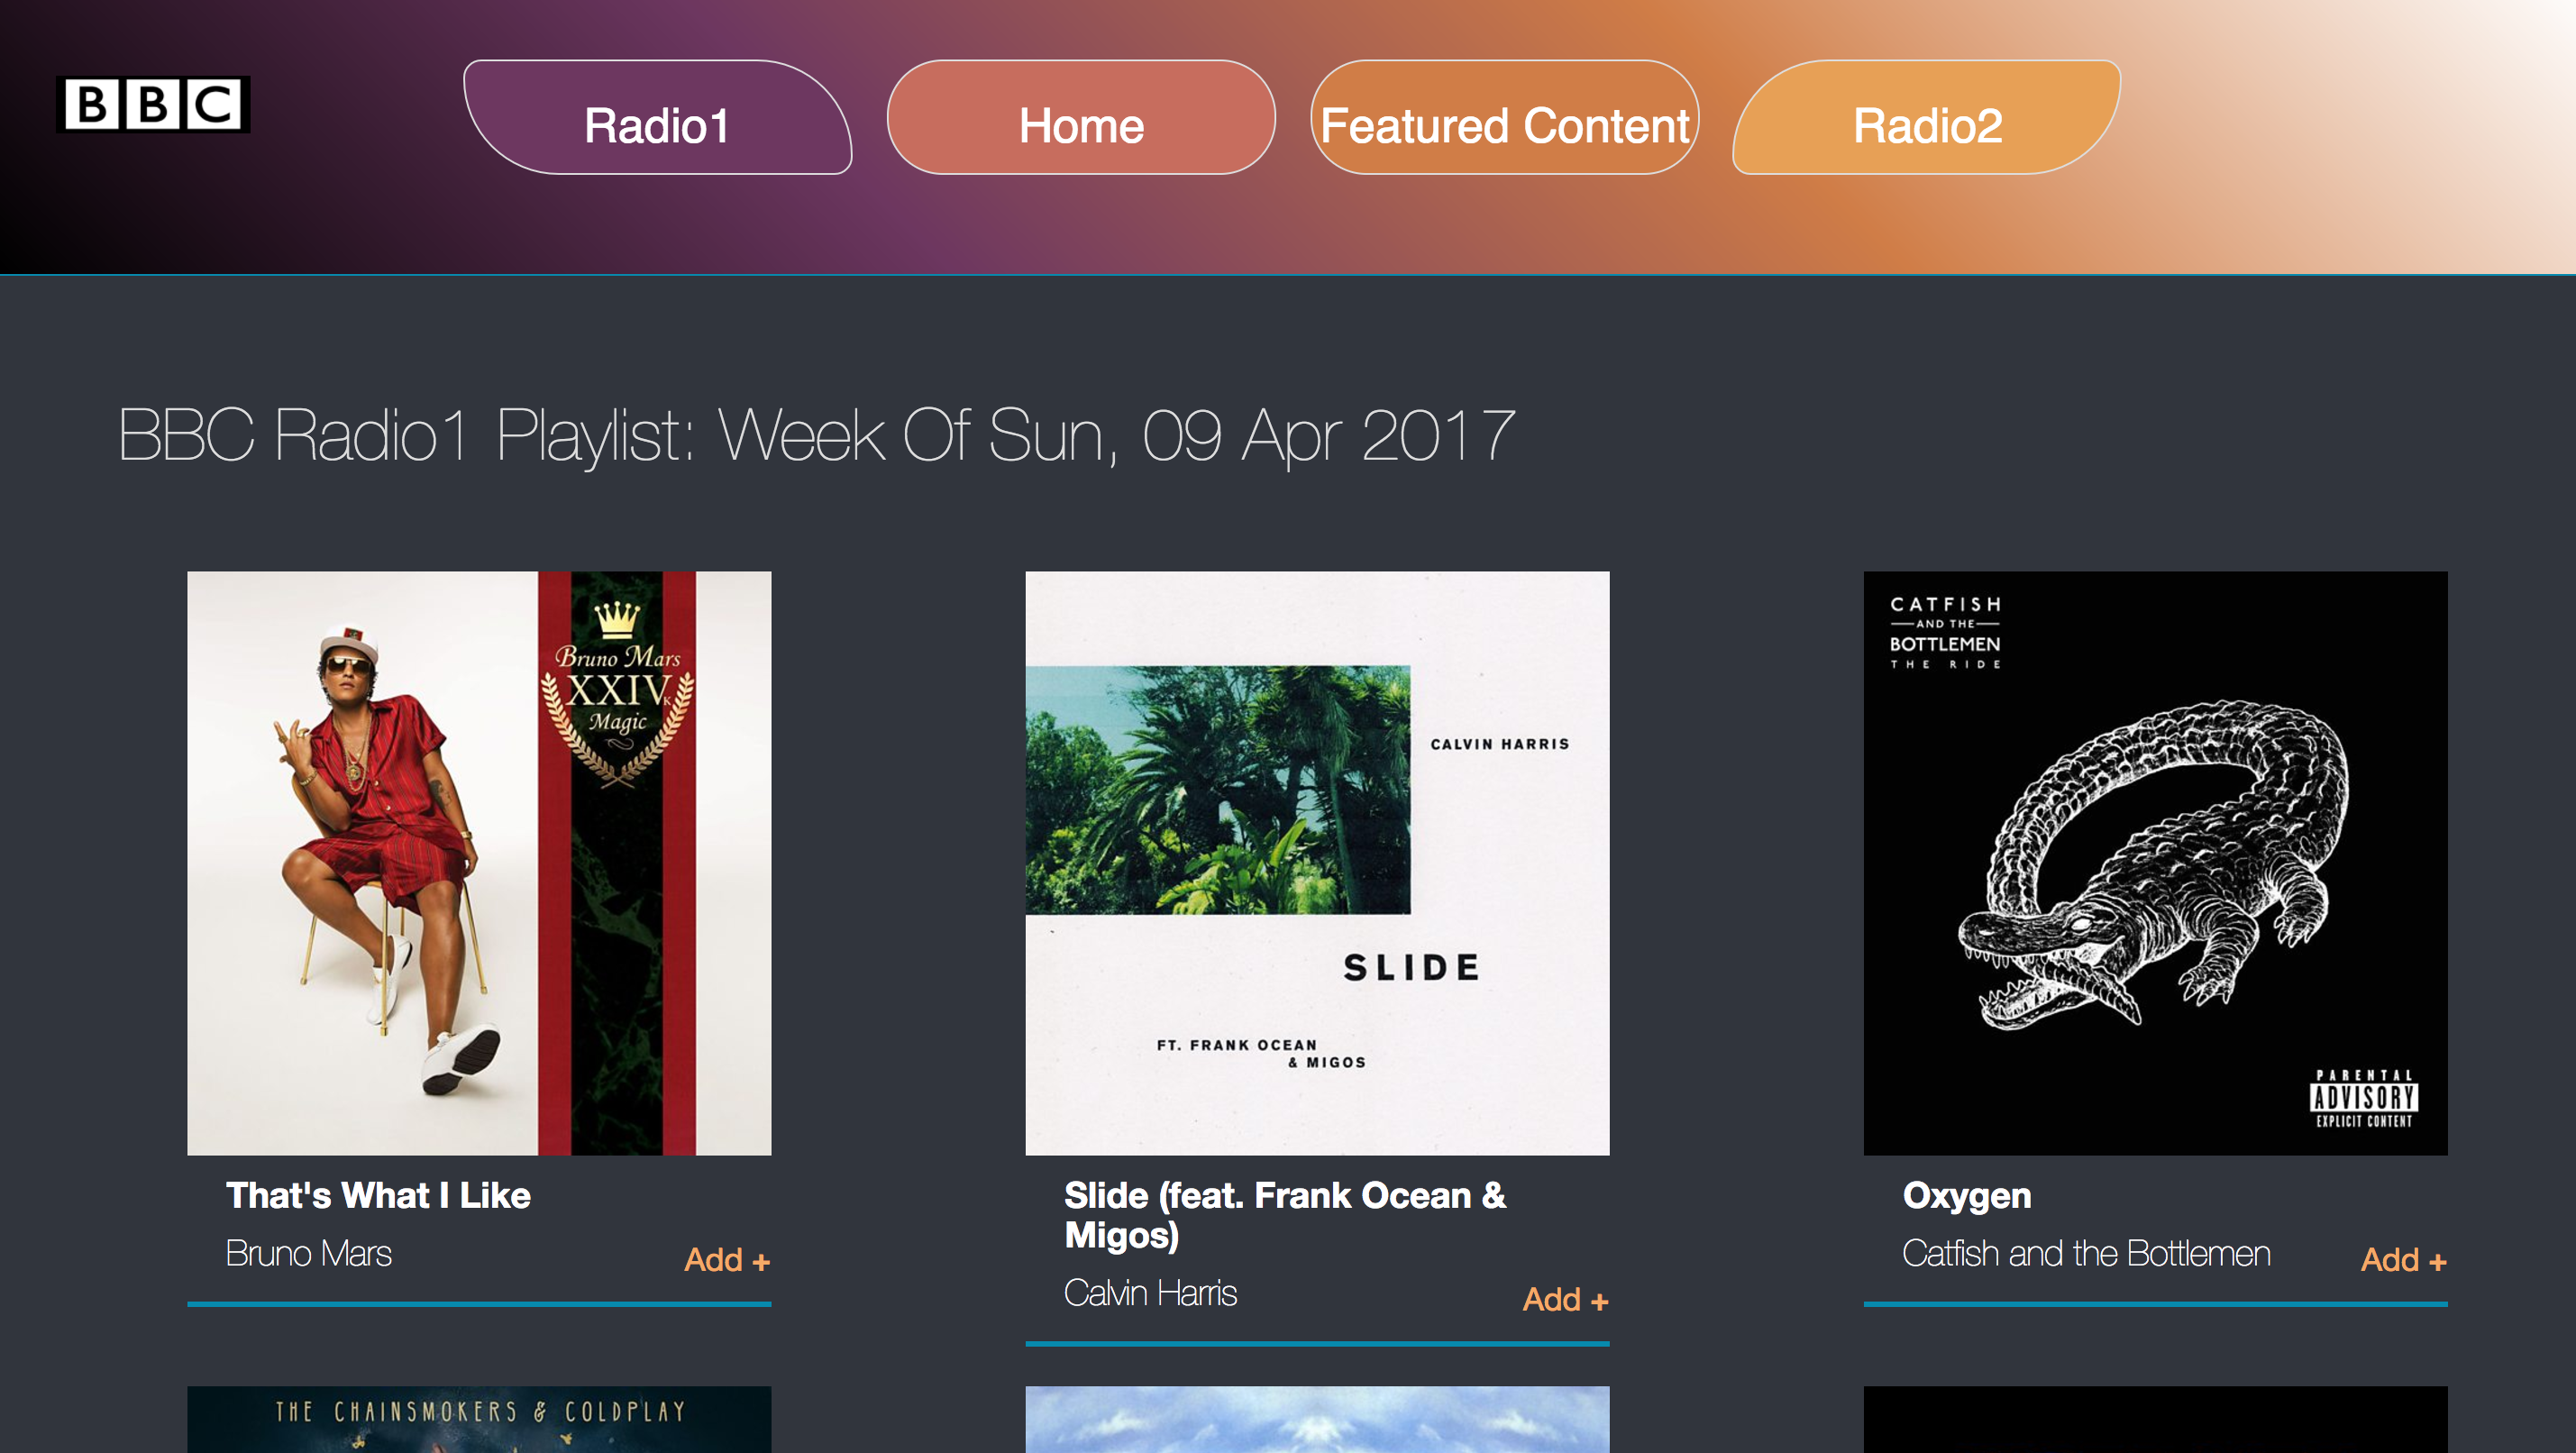 BBC
Radio1
Home
Featured Content
Radio2
BBC Radio1 Playlist: Week Of Sun, 09 Apr 2017
Bruno Mars
XXIVK
Magic
CALVIN HARRIS
SLIDE
FT. FRANK OCEAN
& MIGOS
CATFISH
AND THE
BOTTLEMEN
THE RIDE
PARENTAL
ADVISORY
EXPLICIT CONTENT
That's What I Like
Bruno Mars
Add +
Slide (feat. Frank Ocean &
Migos)
Calvin Harris
Add +
Oxygen
Catfish and the Bottlemen
Add +
THE CHAINSMOKERS & COLDPLAY